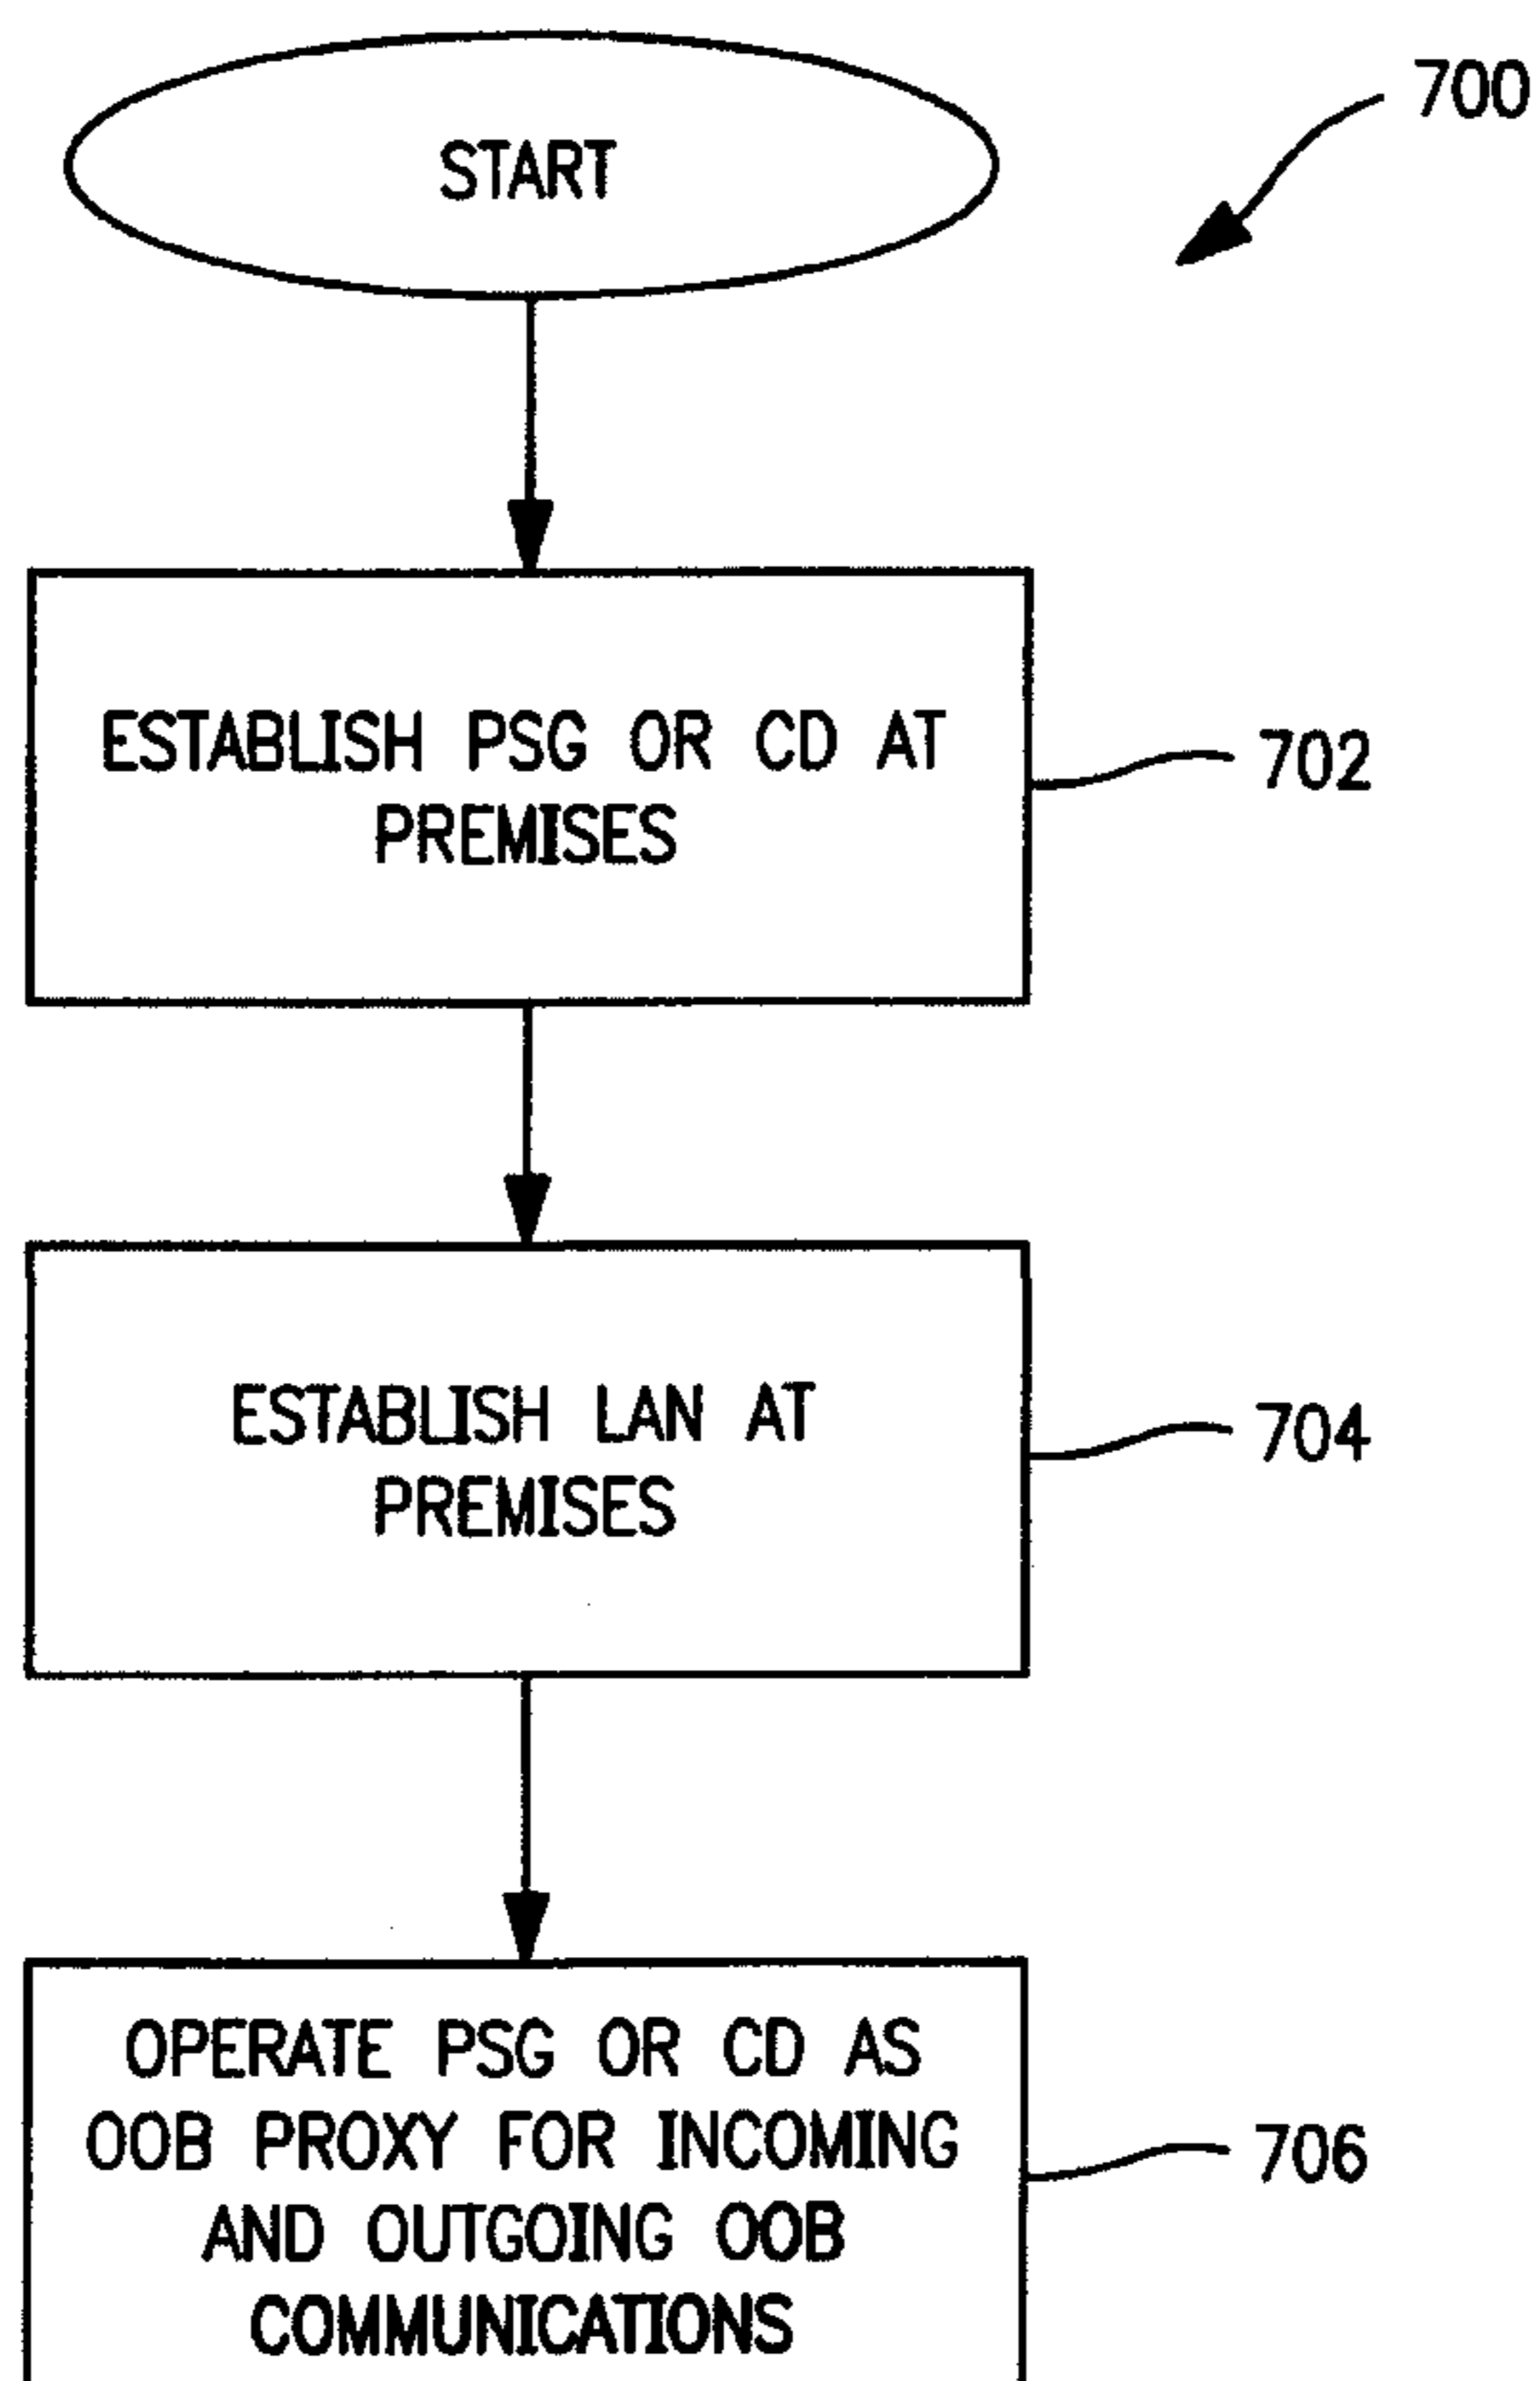 700
START
ESTABLISH PSG OR CD AT
PREMISES
702
ESTABLISH LAN AT
PREMISES
704
OPERATE PSG OR CD AS
OOB PROXY FOR INCOMING
AND OUTGOING OOB
COMMUNICATIONS
706